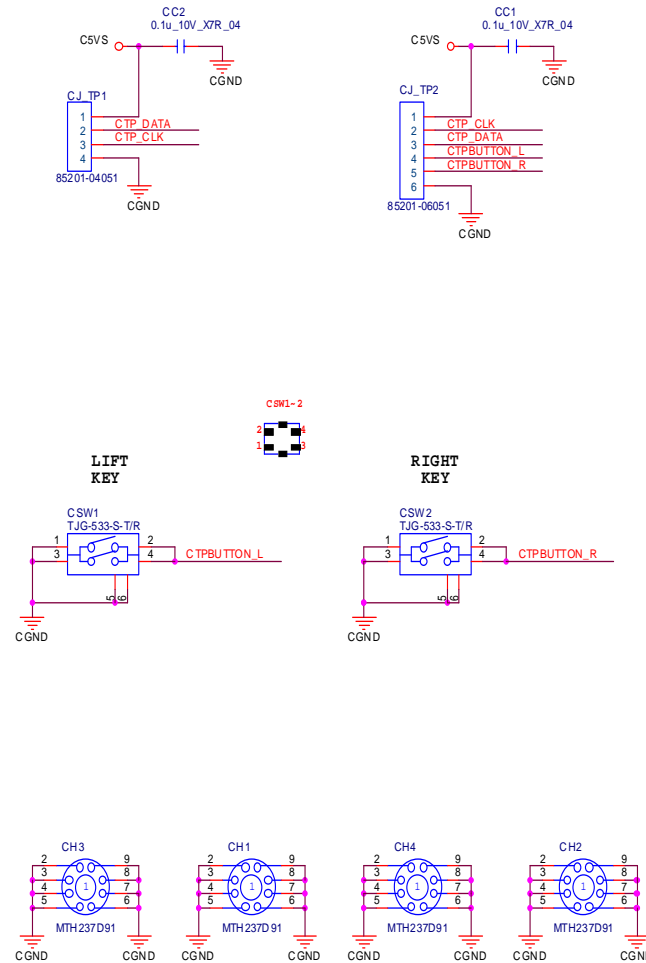 CC2
0.1u_10V_X7R_04
C5VS
CGND
CJ_TP1
1
2 CTP_DATA
3 CTP_CLK
4
85201-04051
CGND
CC1
0.1u_10V_X7R_04
C5VS
CGND
CJ_TP2
1
2 CTP_CLK
3 CTP_DATA
4 CTPBUTTON_L
5 CTPBUTTON_R
6
85201-06051
CGND
CSW1~2
2 4
1 3
LIFT
KEY
CSW1
TJG-533-S-T/R
1 2
3 4
CTPBUTTON_L
5 6
CGND
RIGHT
KEY
CSW2
TJG-533-S-T/R
1 2
3 4
CTPBUTTON_R
5 6
CGND
CH3
2 9
3 8
4 1 7
5 6
MTH237D91
CGND CGND
CH1
2 9
3 8
4 1 7
5 6
MTH237D91
CGND CGND
CH4
2 9
3 8
4 1 7
5 6
MTH237D91
CGND CGND
CH2
2 9
3 8
4 1 7
5 6
MTH237D91
CGND CGND